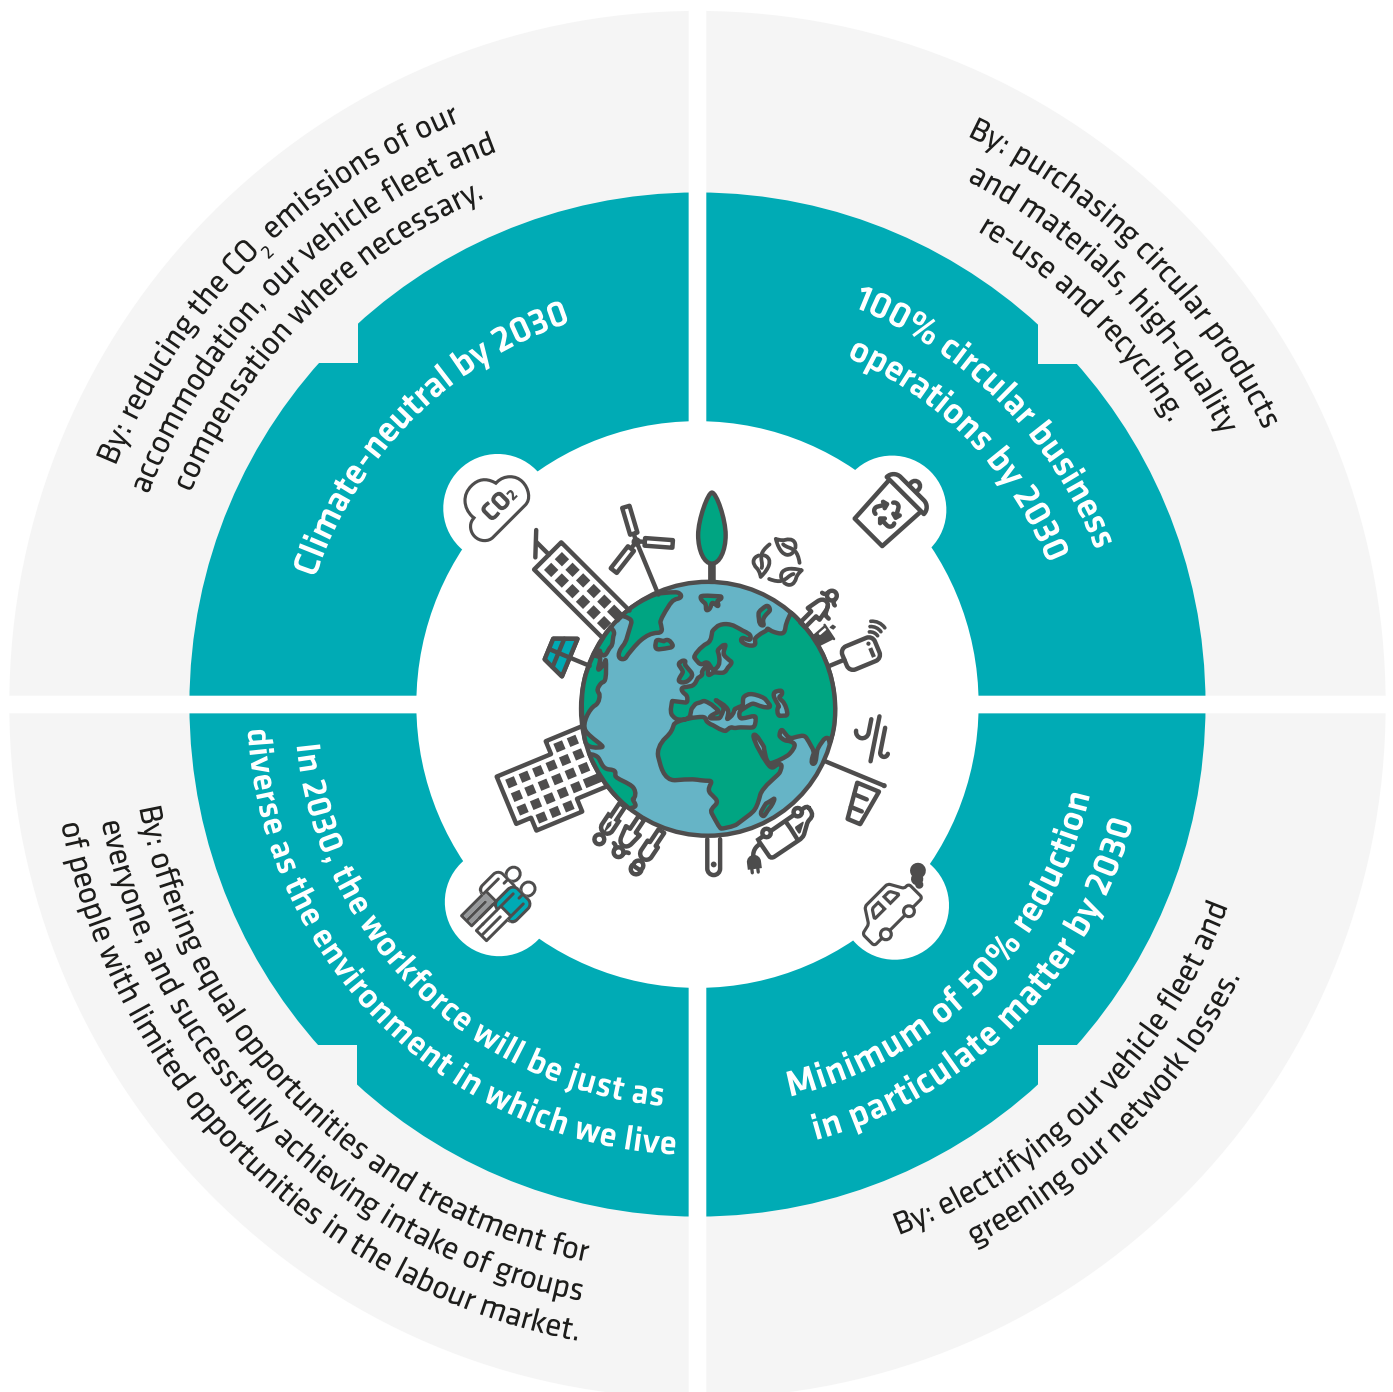 By: reducing the CO₂ emissions of our
accommodation, our vehicle fleet and
compensation where necessary.
Climate-neutral by 2030
CO₂
By: purchasing circular products
and materials, high-quality
re-use and recycling.
100% circular business
operations by 2030
In 2030, the workforce will be just as
diverse as the environment in which we live
By: offering equal opportunities and treatment for
everyone, and successfully achieving intake of groups
of people with limited opportunities in the labour market.
Minimum of 50% reduction
in particulate matter by 2030
By: electrifying our vehicle fleet and
greening our network losses.